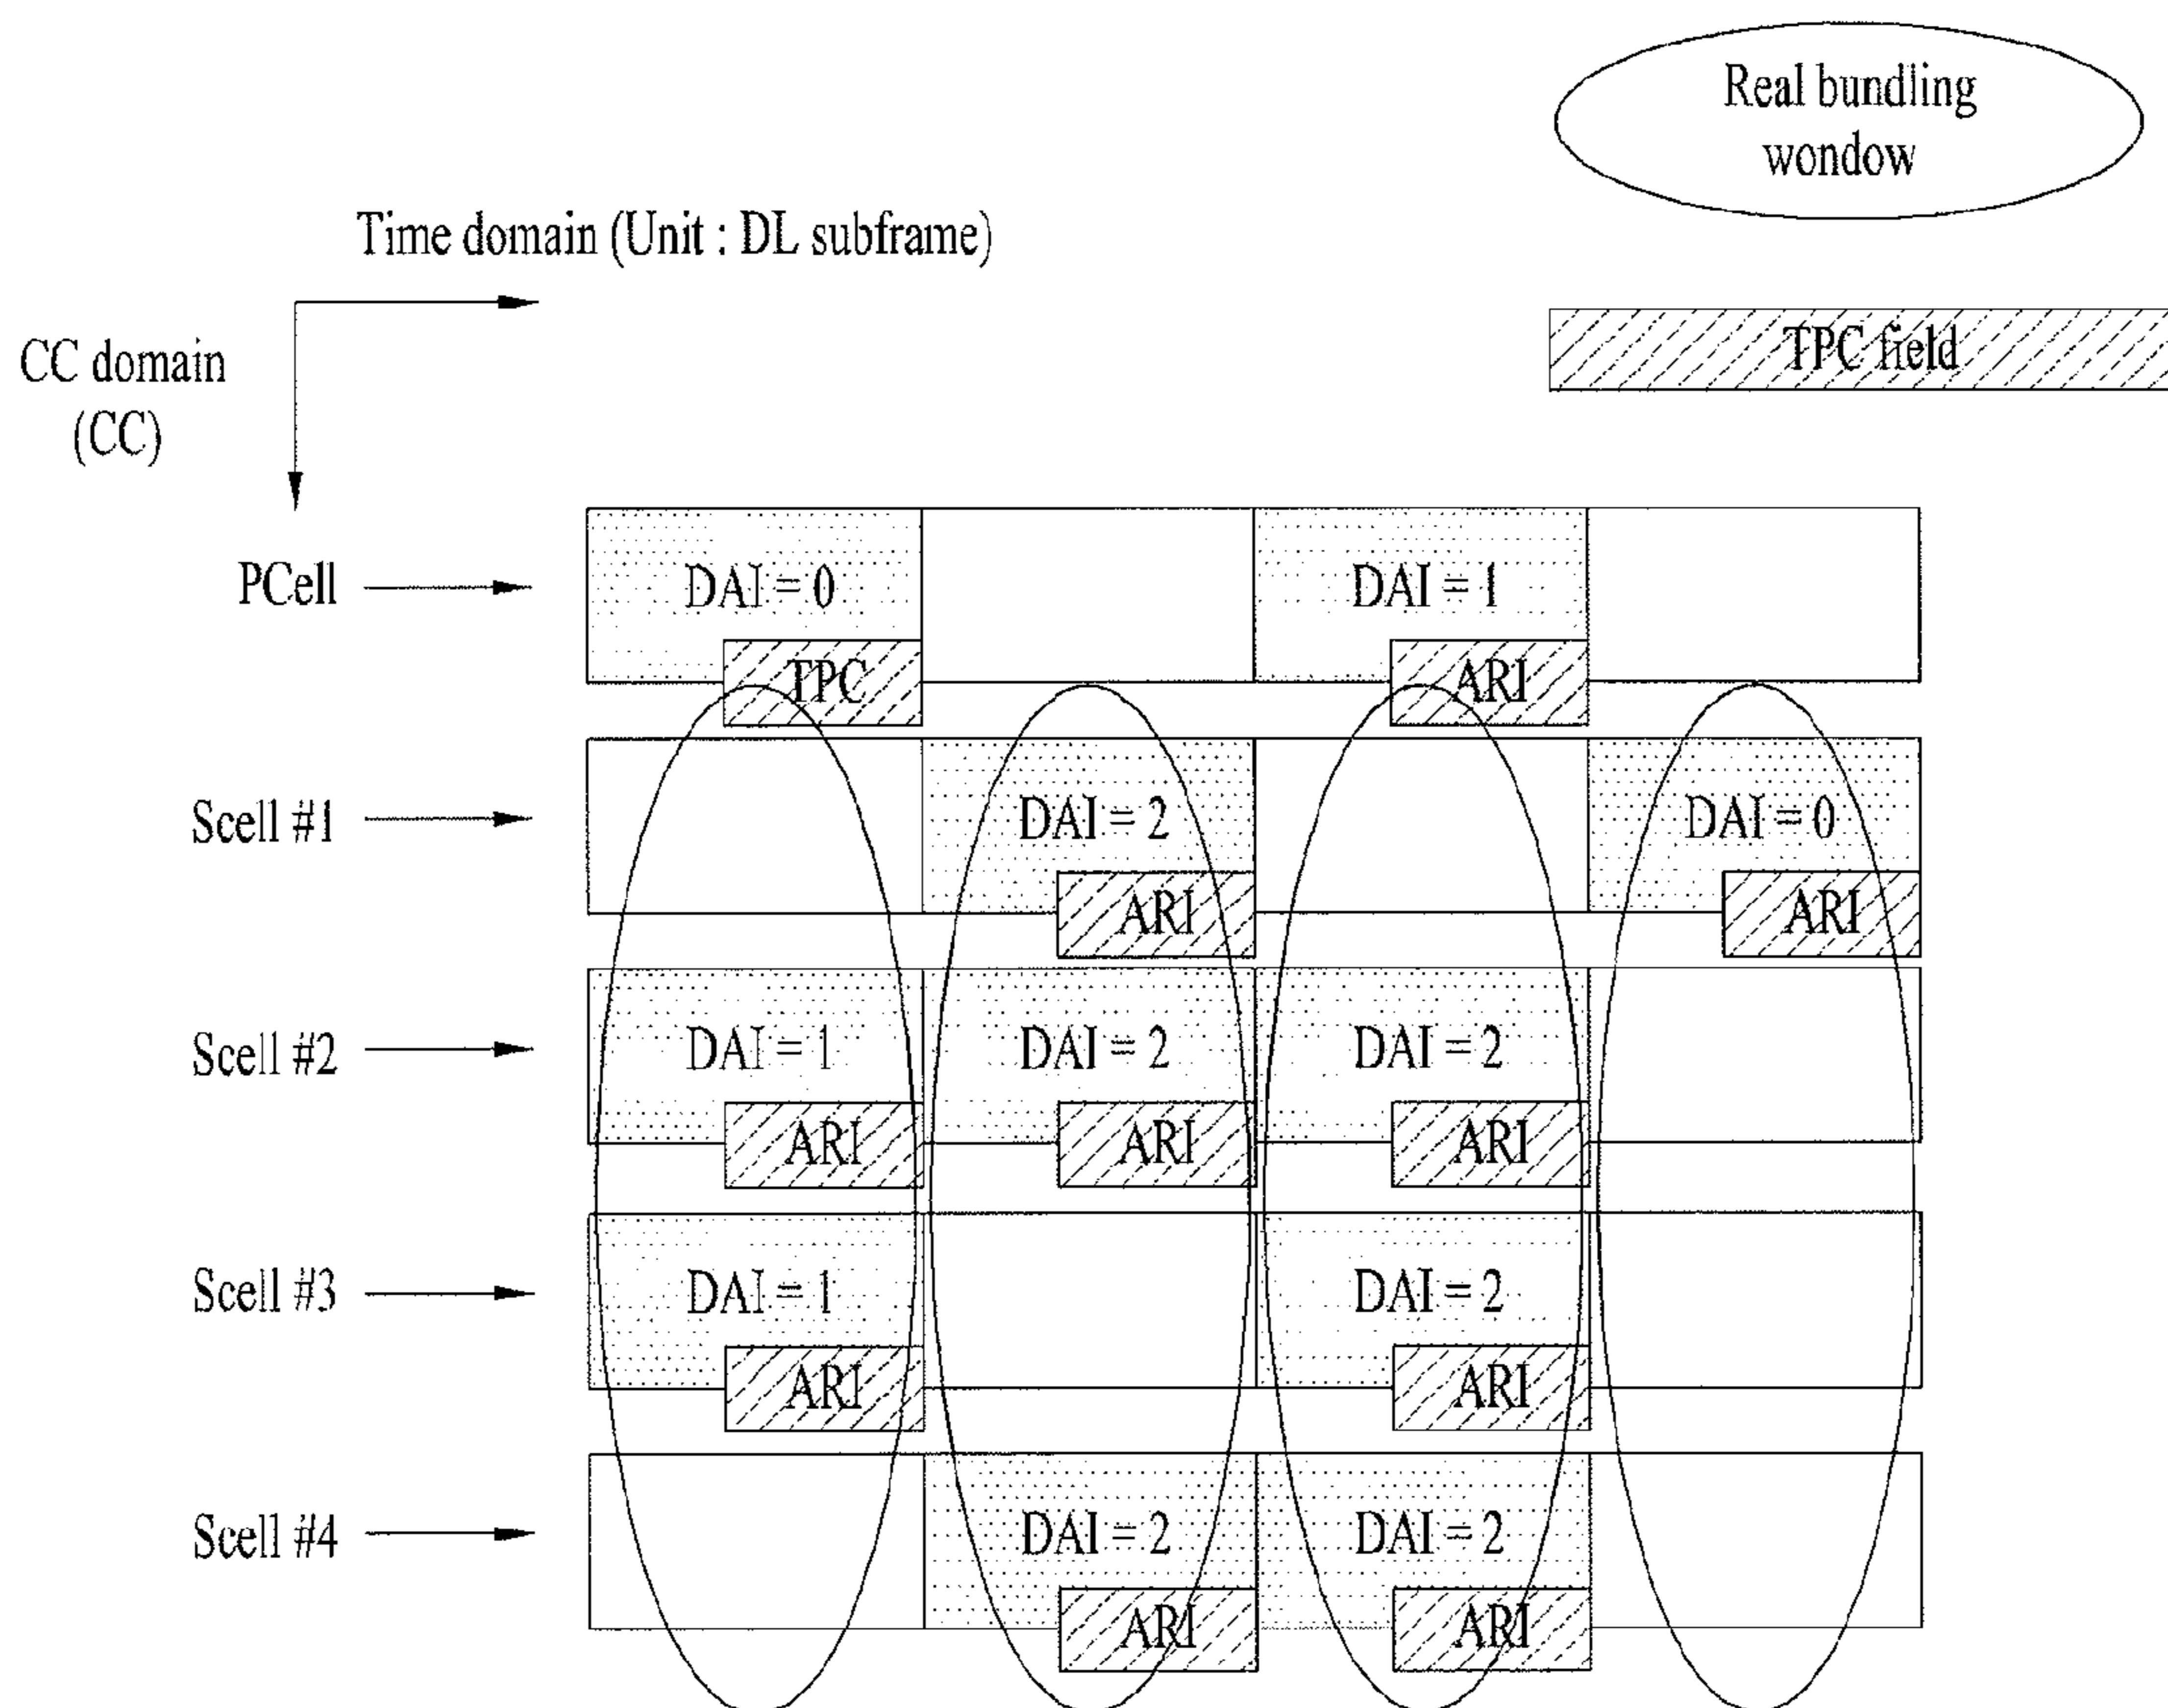 Real bundling
wondow
Time domain (Unit : DL subframe)
TPC field
CC domain
(CC)
PCell
DAI = 0
DAI = 1
TPC
ARI
Scell #1
DAI = 2
DAI = 0
ARI
ARI
Scell #2
DAI = 1
DAI = 2
DAI = 2
ARI
ARI
ARI
Scell #3
DAI = 1
DAI = 2
ARI
ARI
Scell #4
DAI = 2
DAI = 2
ARI
ARI